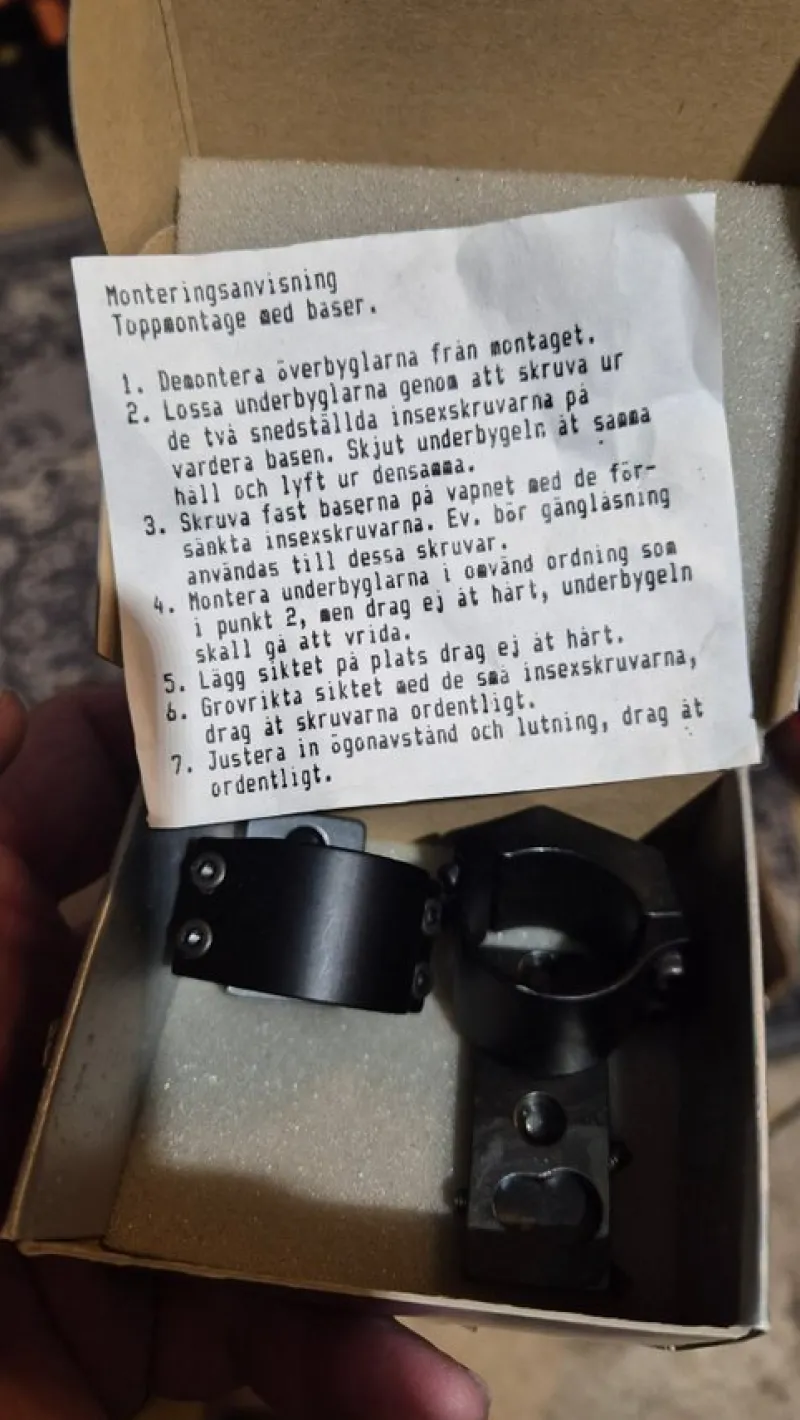 Monteringsanvisning
Toppmontage med baser.
1. Demontera överbyglarna från montaget.
2. Lossa underbyglarna genom att skruva ur
de två snedställda insexskruvarna på
vardera basen. Skjut underbygeln åt samma
håll och lyft ur densamma.
3. Skruva fast baserna på vapnet med de för-
sänkta insexskruvarna. Ev. bör gänglåsning
användas till dessa skruvar.
4. Montera underbyglarna i omvänd ordning som
i punkt 2, men drag ej åt hårt, underbygeln
skall gå att vrida.
5. Lägg siktet på plats drag ej åt hårt.
6. Grovrikta siktet med de små insexskruvarna,
drag åt skruvarna ordentligt.
7. Justera in ögonavstånd och lutning, drag åt
ordentligt.